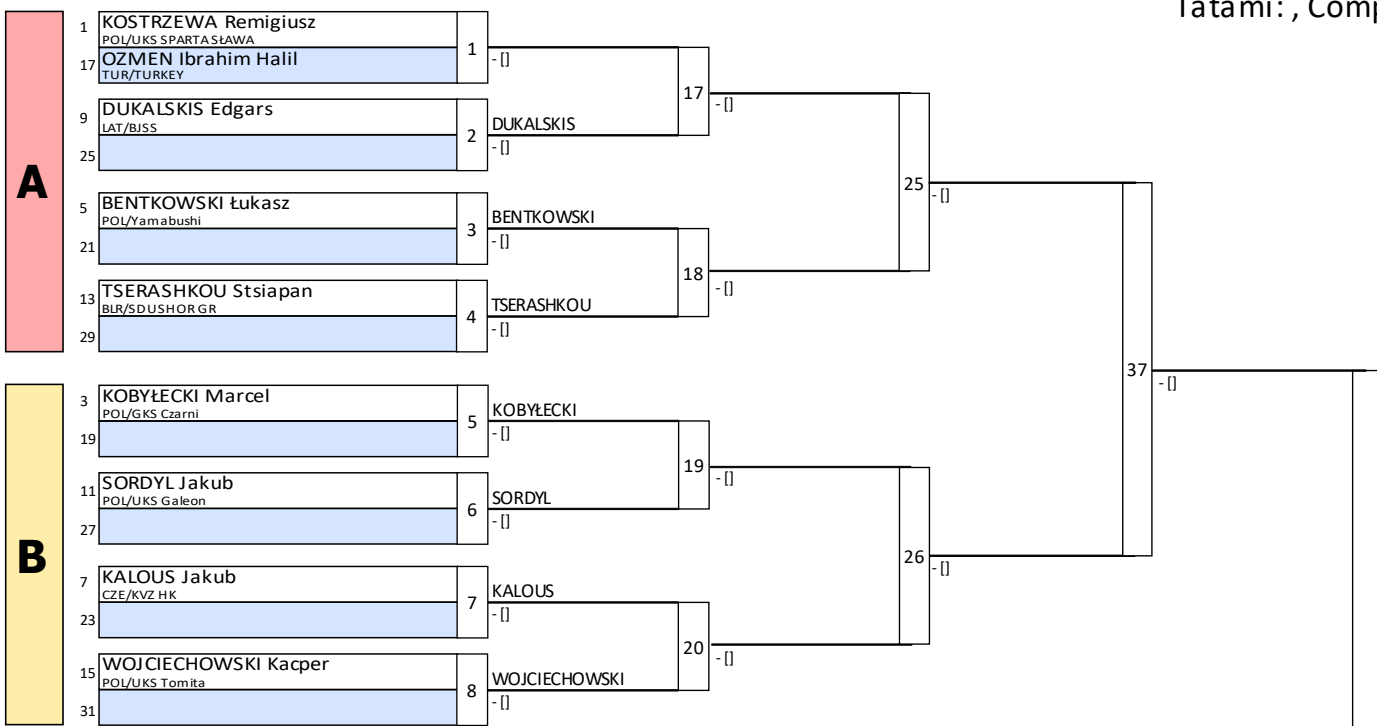 Tatami: , Comp
A
1 KOSTRZEWA Remigiusz
POL/UKS SPARTA SŁAWA
17 OZMEN Ibrahim Halil
TUR/TURKEY
1
- []
9 DUKALSKIS Edgars
LAT/BJSS
25
2
DUKALSKIS
- []
17
- []
5 BENTKOWSKI Łukasz
POL/Yamabushi
21
3
BENTKOWSKI
- []
13 TSERASHKOU Stsiapan
BLR/SDUSHOR GR
29
4
TSERASHKOU
- []
18
- []
25
- []
B
3 KOBYŁECKI Marcel
POL/GKS Czarni
19
5
KOBYŁECKI
- []
11 SORDYL Jakub
POL/UKS Galeon
27
6
SORDYL
- []
19
- []
7 KALOUS Jakub
CZE/KVZ HK
23
7
KALOUS
- []
15 WOJCIECHOWSKI Kacper
POL/UKS Tomita
31
8
WOJCIECHOWSKI
- []
20
- []
26
- []
37
- []